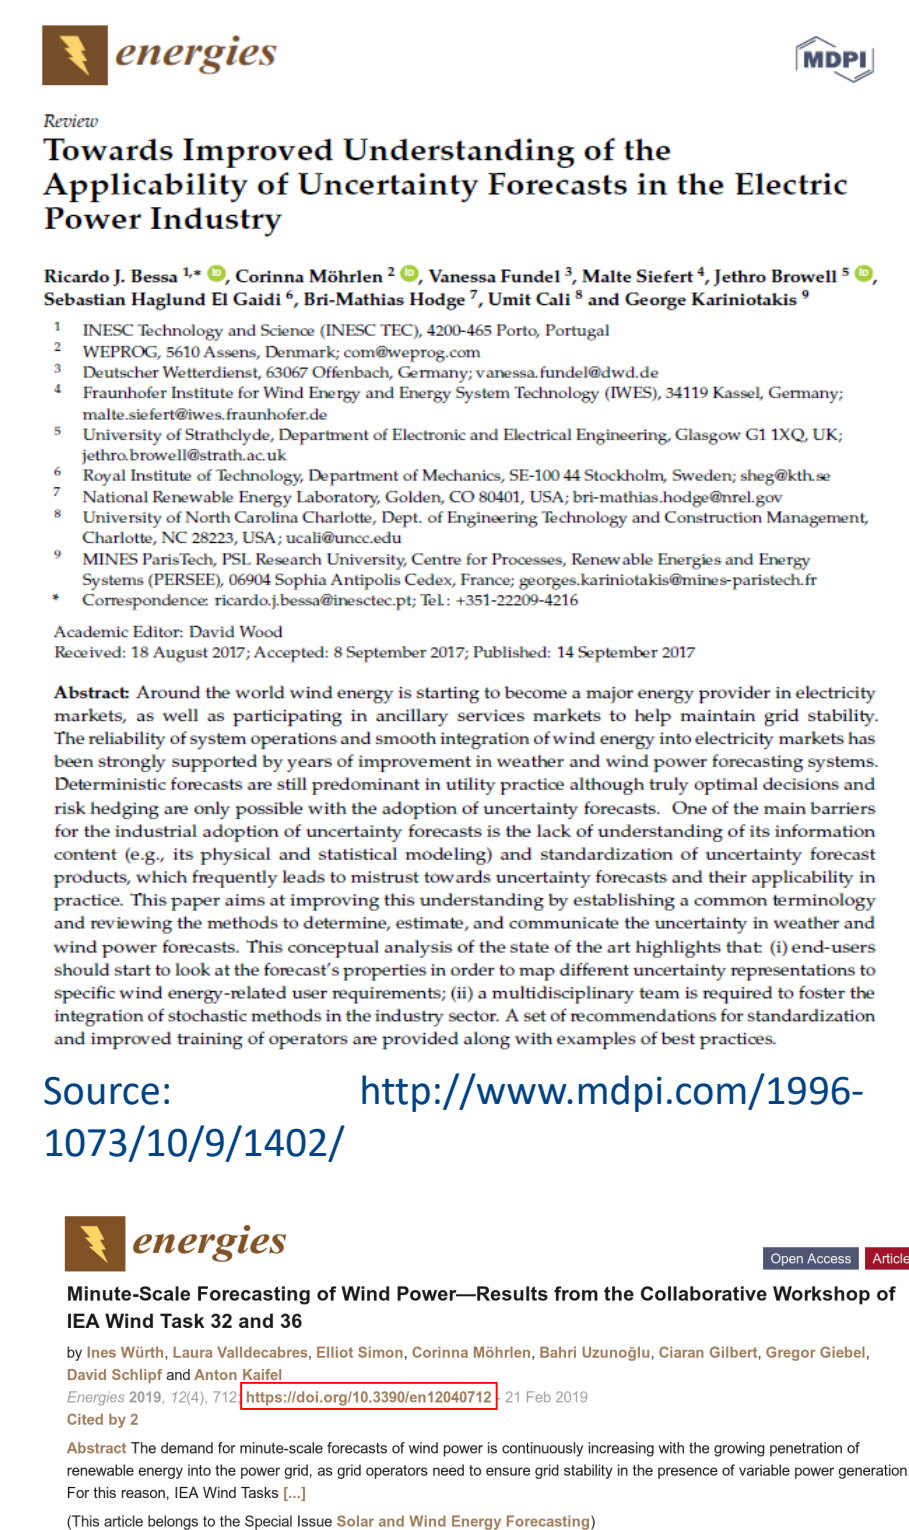 energies
MDPI
Review
Towards Improved Understanding of the
Applicability of Uncertainty Forecasts in the Electric
Power Industry
Ricardo J. Bessa 1,* iD, Corinna Möhrlen 2 iD, Vanessa Fundel 3, Malte Siefert 4, Jethro Browell 5 iD,
Sebastian Haglund El Gaidi 6, Bri-Mathias Hodge 7, Umit Cali 8 and George Kariniotakis 9
1 INESC Technology and Science (INESC TEC), 4200-465 Porto, Portugal
2 WEPROG, 5610 Assens, Denmark; com@weprog.com
3 Deutscher Wetterdienst, 63067 Offenbach, Germany; vanessa.fundel@dwd.de
4 Fraunhofer Institute for Wind Energy and Energy System Technology (IWES), 34119 Kassel, Germany;
malte.siefert@iwes.fraunhofer.de
5 University of Strathclyde, Department of Electronic and Electrical Engineering, Glasgow G1 1XQ, UK;
jethro.browell@strath.ac.uk
6 Royal Institute of Technology, Department of Mechanics, SE-100 44 Stockholm, Sweden; sheg@kth.se
7 National Renewable Energy Laboratory, Golden, CO 80401, USA; bri-mathias.hodge@nrel.gov
8 University of North Carolina Charlotte, Dept. of Engineering Technology and Construction Management,
Charlotte, NC 28223, USA; ucali@uncc.edu
9 MINES ParisTech, PSL Research University, Centre for Processes, Renewable Energies and Energy
Systems (PERSEE), 06904 Sophia Antipolis Cedex, France; georges.kariniotakis@mines-paristech.fr
* Correspondence: ricardo.j.bessa@inesctec.pt; Tel.: +351-22209-4216
Academic Editor: David Wood
Received: 18 August 2017; Accepted: 8 September 2017; Published: 14 September 2017
Abstract: Around the world wind energy is starting to become a major energy provider in electricity
markets, as well as participating in ancillary services markets to help maintain grid stability.
The reliability of system operations and smooth integration of wind energy into electricity markets has
been strongly supported by years of improvement in weather and wind power forecasting systems.
Deterministic forecasts are still predominant in utility practice although truly optimal decisions and
risk hedging are only possible with the adoption of uncertainty forecasts. One of the main barriers
for the industrial adoption of uncertainty forecasts is the lack of understanding of its information
content (e.g., its physical and statistical modeling) and standardization of uncertainty forecast
products, which frequently leads to mistrust towards uncertainty forecasts and their applicability in
practice. This paper aims at improving this understanding by establishing a common terminology
and reviewing the methods to determine, estimate, and communicate the uncertainty in weather and
wind power forecasts. This conceptual analysis of the state of the art highlights that: (i) end-users
should start to look at the forecast's properties in order to map different uncertainty representations to
specific wind energy-related user requirements; (ii) a multidisciplinary team is required to foster the
integration of stochastic methods in the industry sector. A set of recommendations for standardization
and improved training of operators are provided along with examples of best practices.
Source: http://www.mdpi.com/1996-
1073/10/9/1402/
energies
Open Access Article
Minute-Scale Forecasting of Wind Power—Results from the Collaborative Workshop of
IEA Wind Task 32 and 36
by Ines Würth, Laura Valldecabres, Elliot Simon, Corinna Möhrlen, Bahri Uzunoğlu, Ciaran Gilbert, Gregor Giebel,
David Schlipf and Anton Kaifel
Energies 2019, 12(4), 712; https://doi.org/10.3390/en12040712 - 21 Feb 2019
Cited by 2
Abstract The demand for minute-scale forecasts of wind power is continuously increasing with the growing penetration of
renewable energy into the power grid, as grid operators need to ensure grid stability in the presence of variable power generation.
For this reason, IEA Wind Tasks [...]
(This article belongs to the Special Issue Solar and Wind Energy Forecasting)